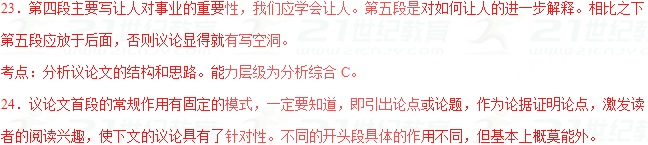 23．第四段主要写让人对事业的重要性，我们应学会让人。第五段是对如何让人的进一步解释。相比之下
第五段应放于后面，否则议论显得就有写空洞。
考点：分析议论文的结构和思路。能力层级为分析综合 C。
24．议论文首段的常规作用有固定的模式，一定要知道，即引出论点或论题，作为论据证明论点，激发读
者的阅读兴趣，使下文的议论具有了针对性。不同的开头段具体的作用不同，但基本上概莫能外。